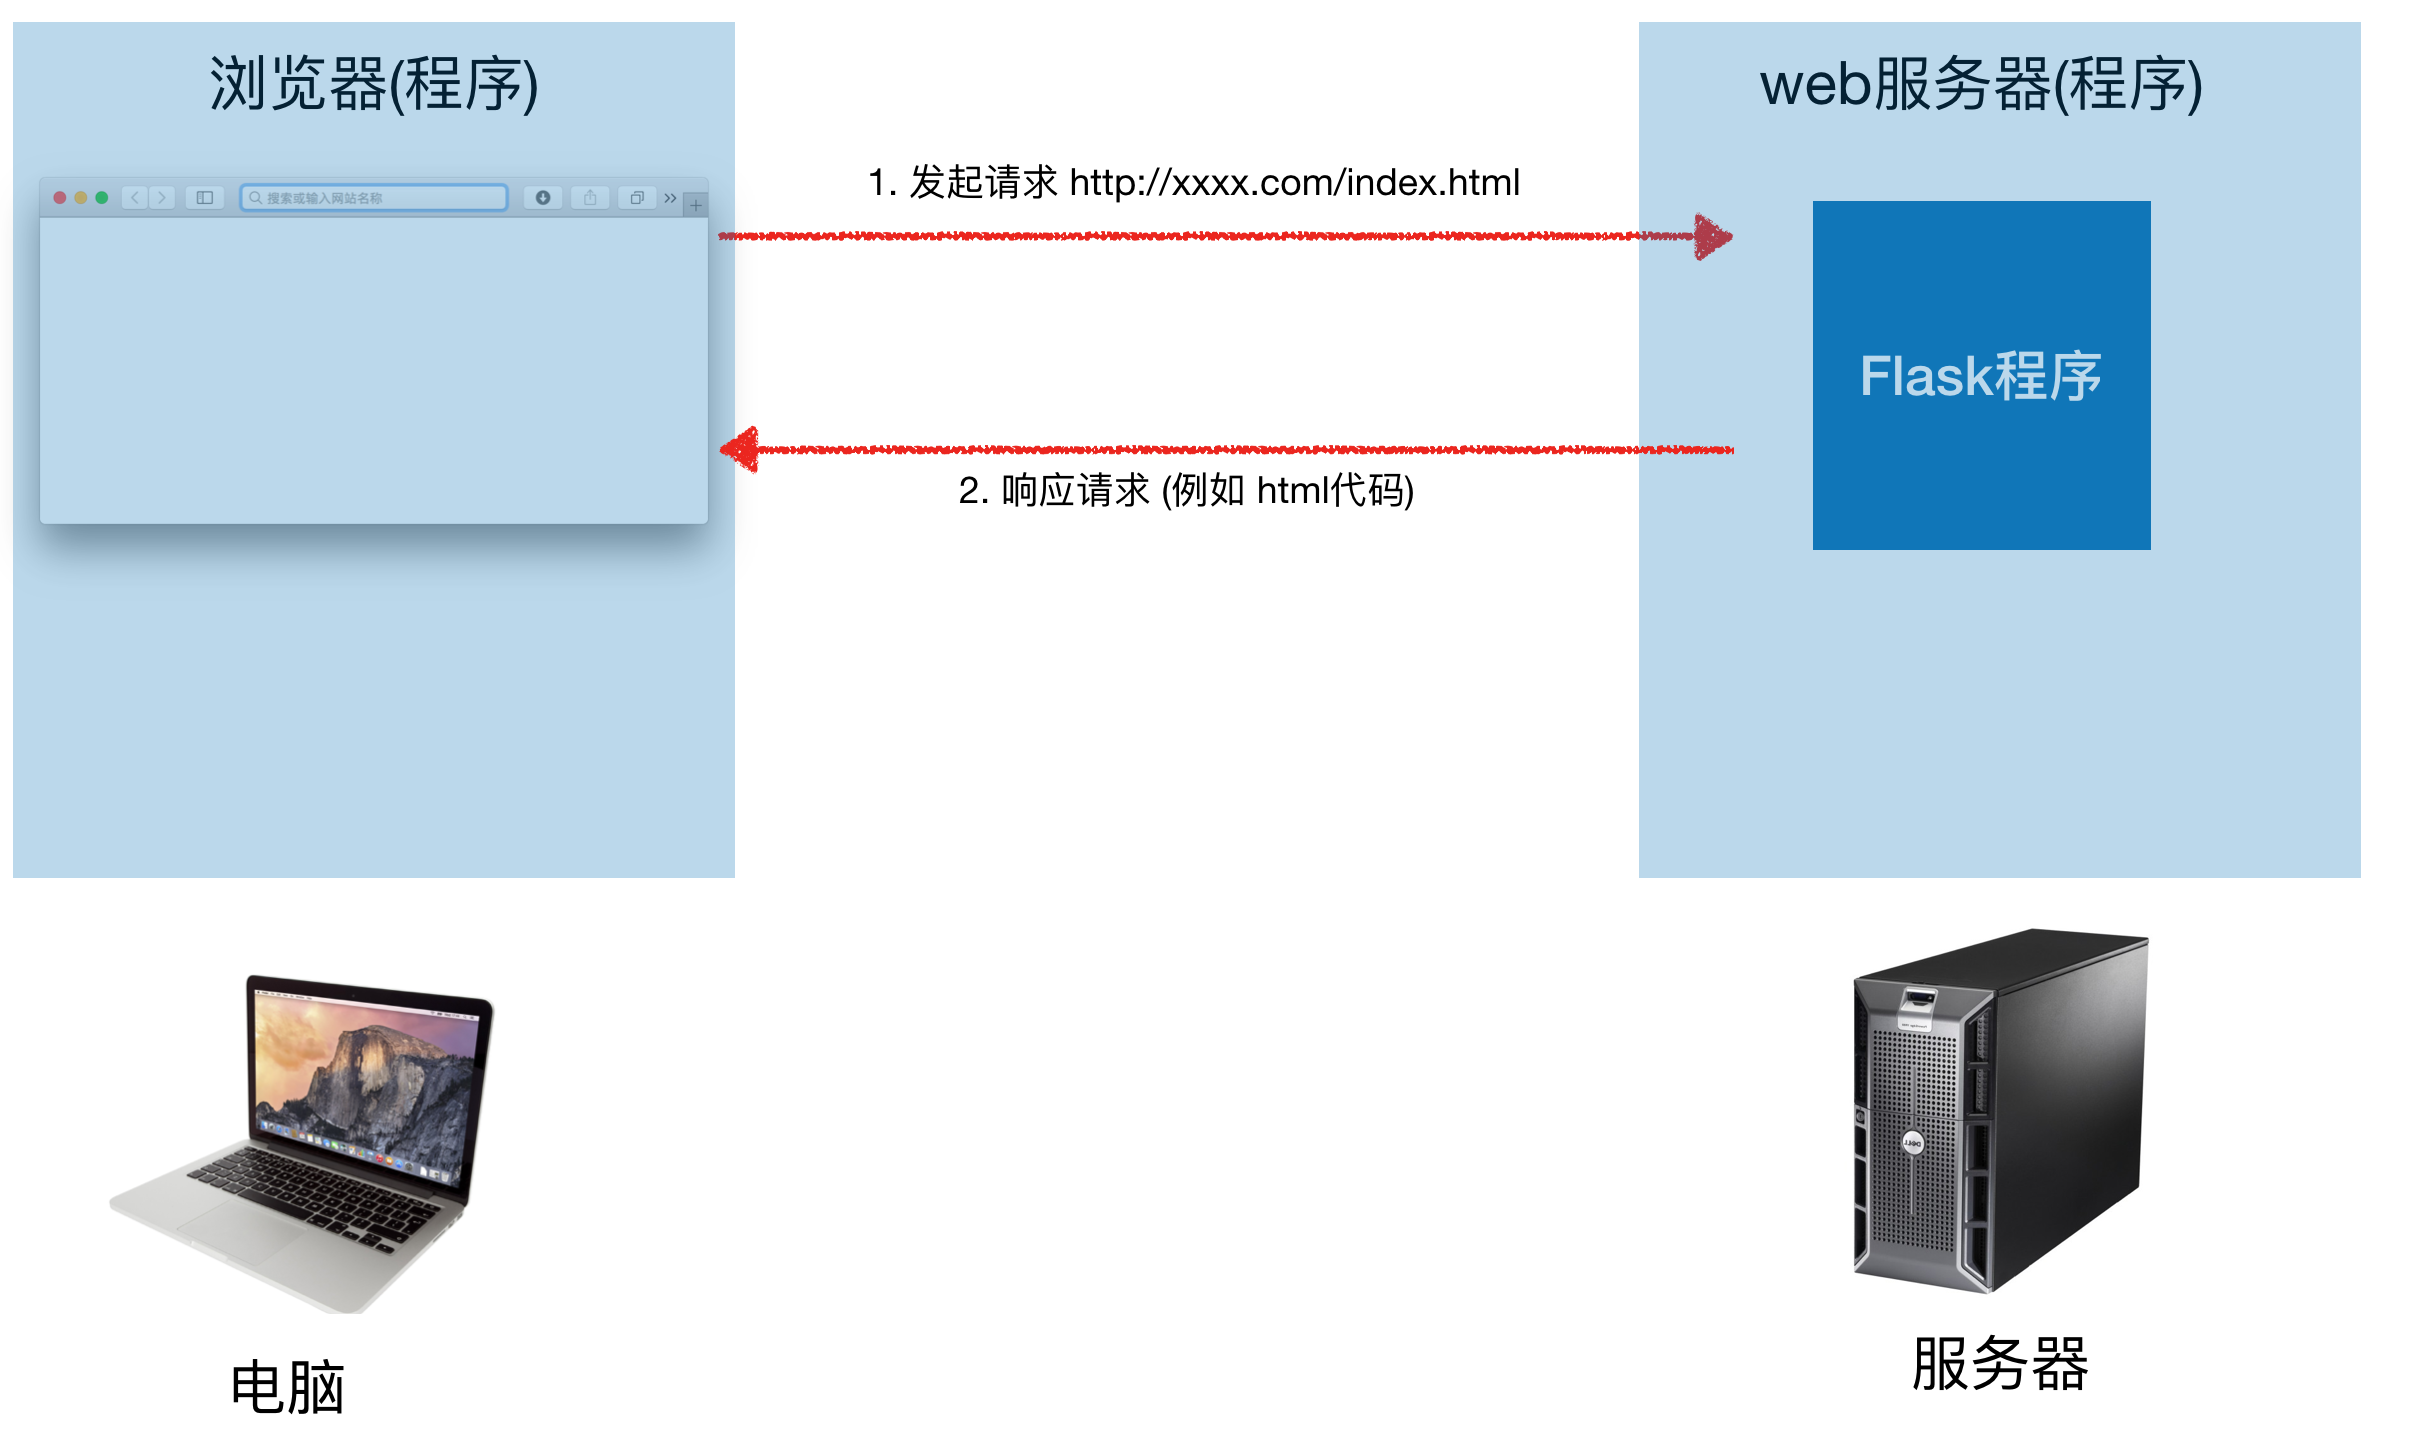 浏览器(程序)
web服务器(程序)
搜索或输入网站名称
1. 发起请求 http://xxxx.com/index.html
Flask程序
2. 响应请求 (例如 html代码)
DELL
电脑
服务器